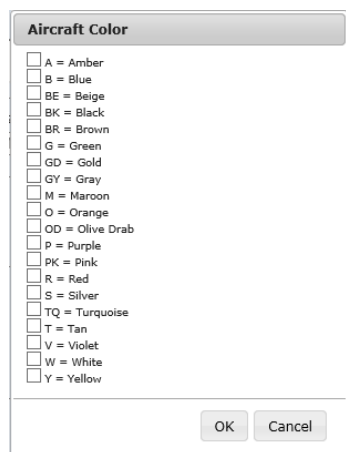 Aircraft Color
A = Amber
B = Blue
BE = Beige
BK = Black
BR = Brown
G = Green
GD = Gold
GY = Gray
M = Maroon
O = Orange
OD = Olive Drab
P = Purple
PK = Pink
R = Red
S = Silver
TQ = Turquoise
T = Tan
V = Violet
W = White
Y = Yellow
OK Cancel